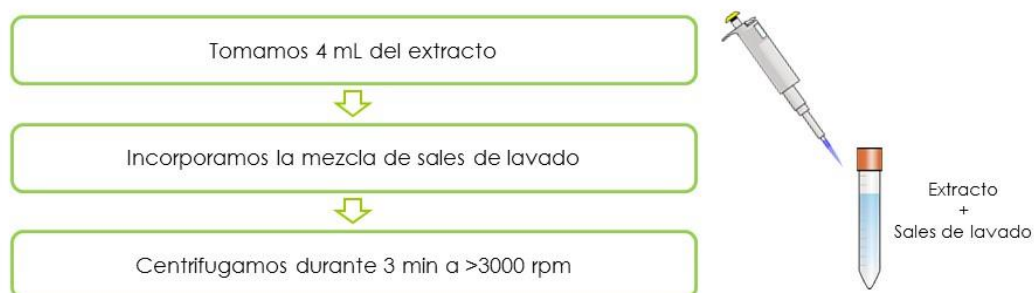 Tomamos 4 mL del extracto
Incorporamos la mezcla de sales de lavado
Centrifugamos durante 3 min a >3000 rpm
Extracto
+
Sales de lavado